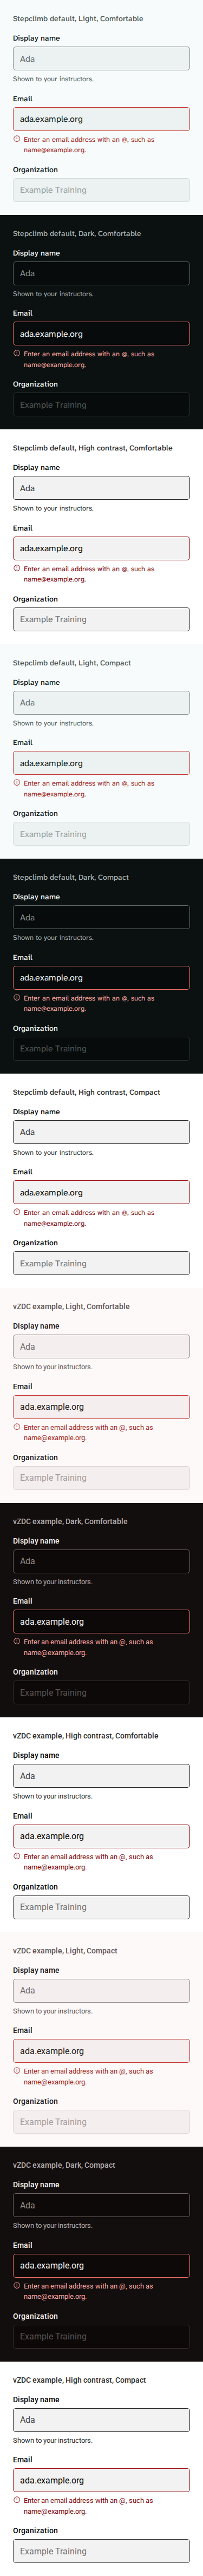 Stepclimb default, Light, Comfortable
Display name
Ada
Shown to your instructors.
Email
ada.example.org
Enter an email address with an @, such as
name@example.org.
Organization
Example Training
Stepclimb default, Dark, Comfortable
Display name
Ada
Shown to your instructors.
Email
ada.example.org
Enter an email address with an @, such as
name@example.org.
Organization
Example Training
Stepclimb default, High contrast, Comfortable
Display name
Ada
Shown to your instructors.
Email
ada.example.org
Enter an email address with an @, such as
name@example.org.
Organization
Example Training
Stepclimb default, Light, Compact
Display name
Ada
Shown to your instructors.
Email
ada.example.org
Enter an email address with an @, such as
name@example.org.
Organization
Example Training
Stepclimb default, Dark, Compact
Display name
Ada
Shown to your instructors.
Email
ada.example.org
Enter an email address with an @, such as
name@example.org.
Organization
Example Training
Stepclimb default, High contrast, Compact
Display name
Ada
Shown to your instructors.
Email
ada.example.org
Enter an email address with an @, such as
name@example.org.
Organization
Example Training
vZDC example, Light, Comfortable
Display name
Ada
Shown to your instructors.
Email
ada.example.org
Enter an email address with an @, such as
name@example.org.
Organization
Example Training
vZDC example, Dark, Comfortable
Display name
Ada
Shown to your instructors.
Email
ada.example.org
Enter an email address with an @, such as
name@example.org.
Organization
Example Training
vZDC example, High contrast, Comfortable
Display name
Ada
Shown to your instructors.
Email
ada.example.org
Enter an email address with an @, such as
name@example.org.
Organization
Example Training
vZDC example, Light, Compact
Display name
Ada
Shown to your instructors.
Email
ada.example.org
Enter an email address with an @, such as
name@example.org.
Organization
Example Training
vZDC example, Dark, Compact
Display name
Ada
Shown to your instructors.
Email
ada.example.org
Enter an email address with an @, such as
name@example.org.
Organization
Example Training
vZDC example, High contrast, Compact
Display name
Ada
Shown to your instructors.
Email
ada.example.org
Enter an email address with an @, such as
name@example.org.
Organization
Example Training